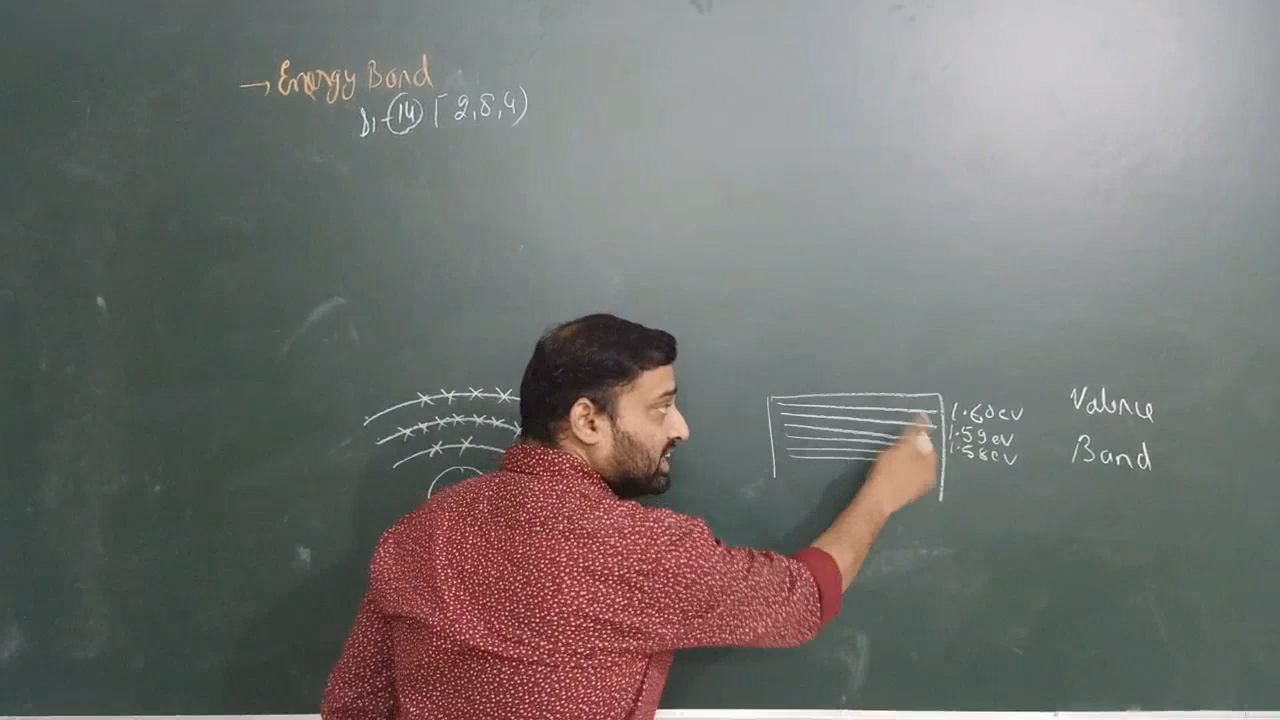 → Energy Band
Si - 14 [ 2,8,4)
1.60ev
1.59ev
1.58ev
Valence
Band